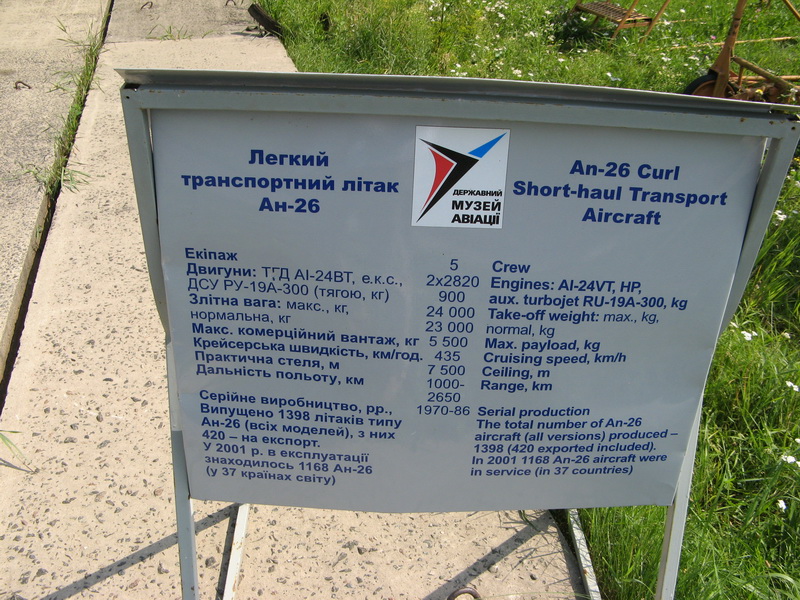 Легкий
транспортний літак
Ан-26
ДЕРЖАВНИЙ
МУЗЕЙ
АВІАЦІЇ
An-26 Curl
Short-haul Transport
Aircraft
Екіпаж
Двигуни: ТГД АІ-24ВТ, е.к.с.,
ДСУ РУ-19А-300 (тягою, кг)
Злітна вага: макс., кг,
нормальна, кг
Макс. комерційний вантаж, кг
Крейсерська швидкість, км/год.
Практична стеля, м
Дальність польоту, км
Серійне виробництво, рр.,
Випущено 1398 літаків типу
Ан-26 (всіх моделей), з них
420 – на експорт.
У 2001 р. в експлуатації
знаходилось 1168 Ан-26
(у 37 країнах світу)
5
2x2820
900
24 000
23 000
5 500
435
7 500
1000-
2650
1970-86
Crew
Engines: AI-24VT, HP,
aux. turbojet RU-19A-300, kg
Take-off weight: max., kg,
normal, kg
Max. payload, kg
Cruising speed, km/h
Ceiling, m
Range, km
Serial production
The total number of An-26
aircraft (all versions) produced –
1398 (420 exported included).
In 2001 1168 An-26 aircraft were
in service (in 37 countries)